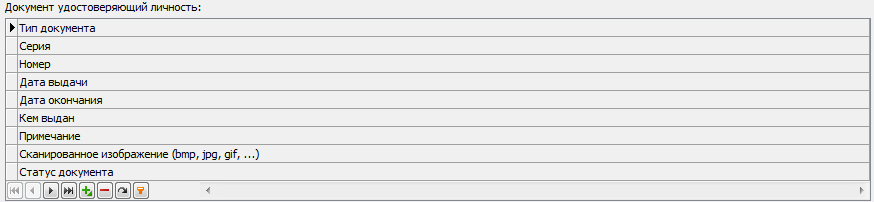 Документ удостоверяющий личность:
Тип документа
Серия
Номер
Дата выдачи
Дата окончания
Кем выдан
Примечание
Сканированное изображение (bmp, jpg, gif, ...)
Статус документа